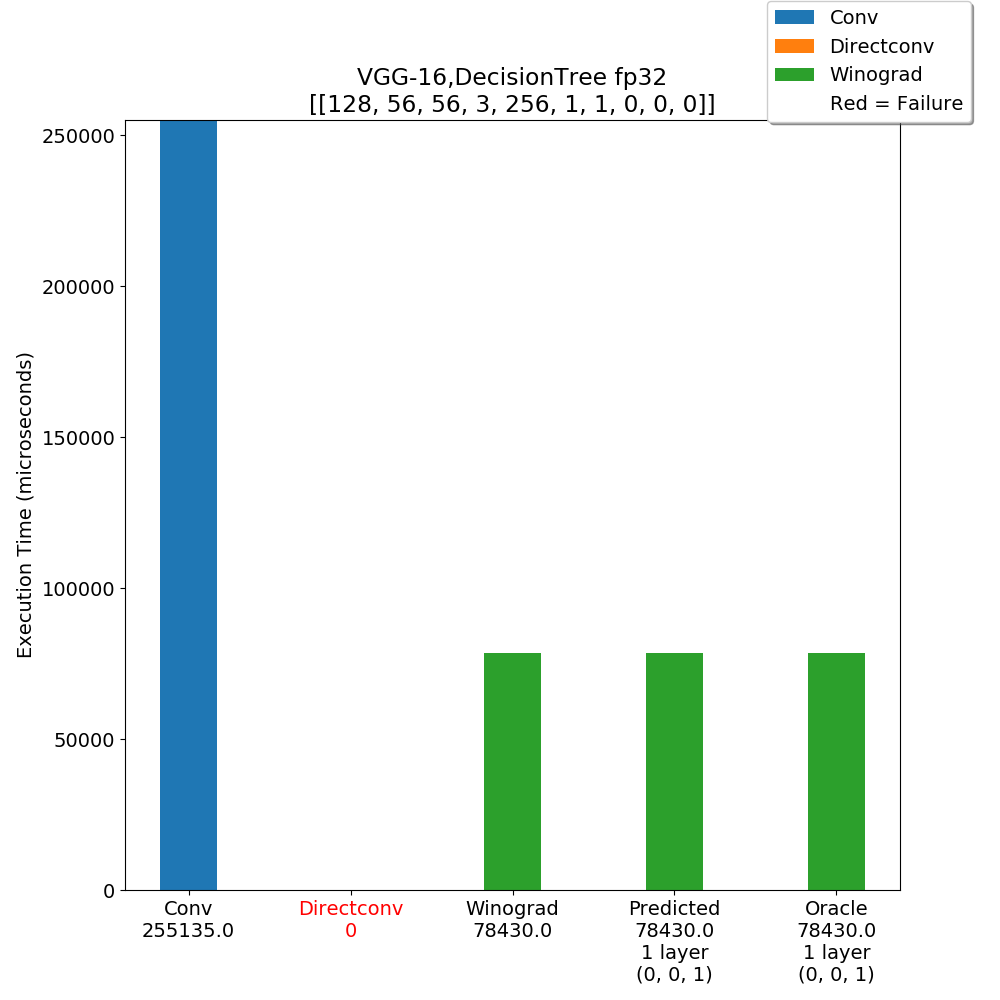 Conv
Directconv
Winograd
Red = Failure
VGG-16,DecisionTree fp32
[[128, 56, 56, 3, 256, 1, 1, 0, 0, 0]]
Execution Time (microseconds)
250000
200000
150000
100000
50000
0
Conv
255135.0
Directconv
0
Winograd
78430.0
Predicted
78430.0
1 layer
(0, 0, 1)
Oracle
78430.0
1 layer
(0, 0, 1)